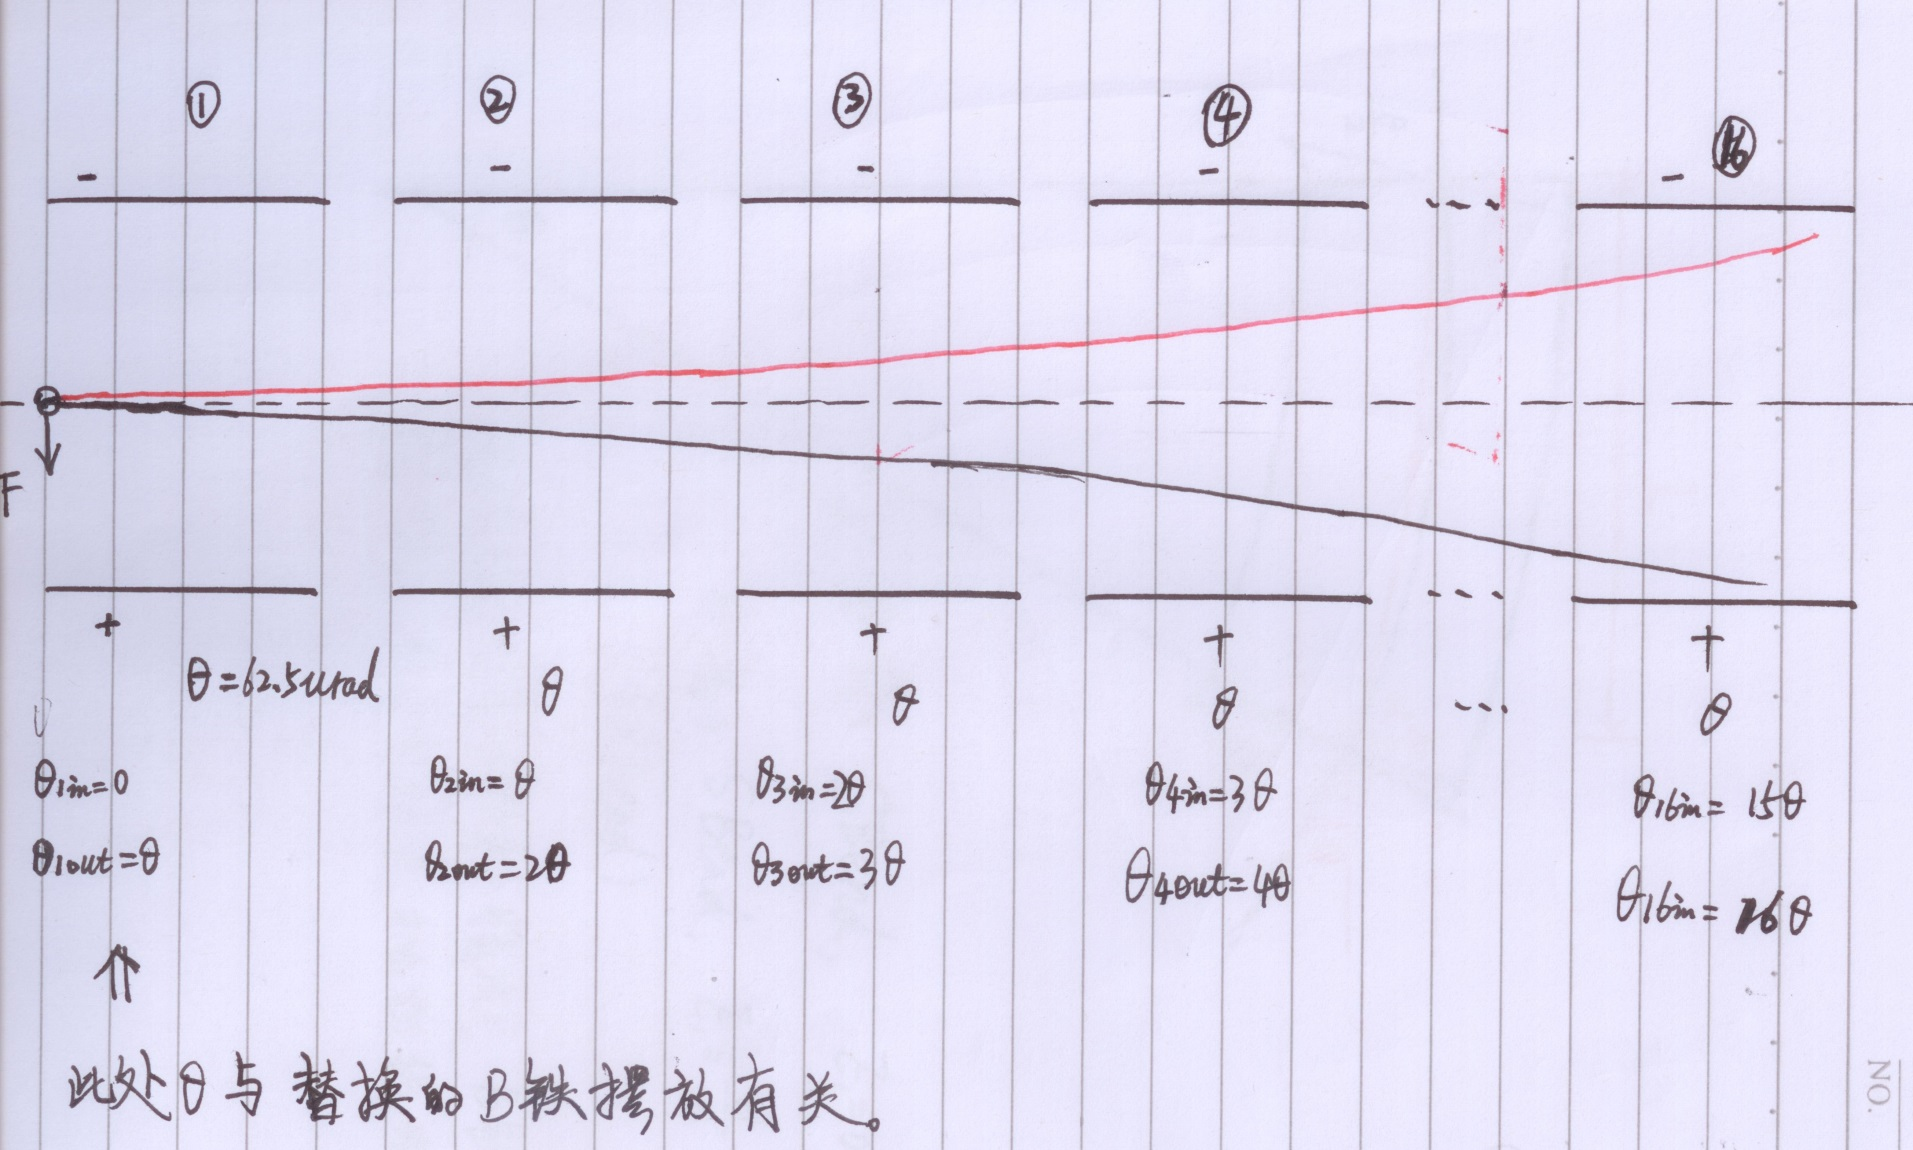 ① ② ③ ④ ⑯
- - - - -
F
+ + + + +
θ=62.5urad θ θ θ --- θ
θ1in=0 θ2in=θ θ3in=2θ θ4in=3θ θ16in=15θ
θ1out=θ θ2out=2θ θ3out=3θ θ4out=4θ θ16in=16θ
⇑
此处θ与替换的B铁摆放有关。
NO.